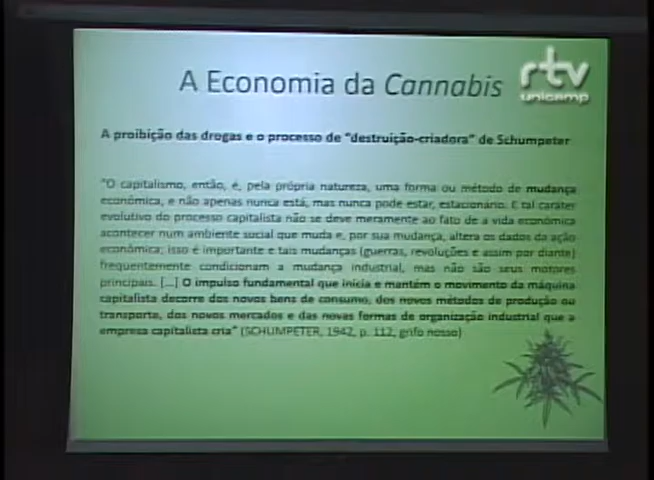 A Economia da Cannabis
rtv
unicamp
A proibição das drogas e o processo de "destruição-criadora" de Schumpeter
"O capitalismo, então, é, pela própria natureza, uma forma ou método de mudança
econômica, e não apenas nunca está, mas nunca pode estar, estacionário. E tal caráter
evolutivo do processo capitalista não se deve meramente ao fato de a vida econômica
acontecer num ambiente social que muda e, por sua mudança, altera os dados da ação
econômica; isso é importante e tais mudanças (guerras, revoluções e assim por diante)
frequentemente condicionam a mudança industrial, mas não são seus motores
principais. [...] O impulso fundamental que inicia e mantém o movimento da máquina
capitalista decorre dos novos bens de consumo, dos novos métodos de produção ou
transporte, dos novos mercados e das novas formas de organização industrial que a
empresa capitalista cria" (SCHUMPETER, 1942, p. 112, grifo nosso)